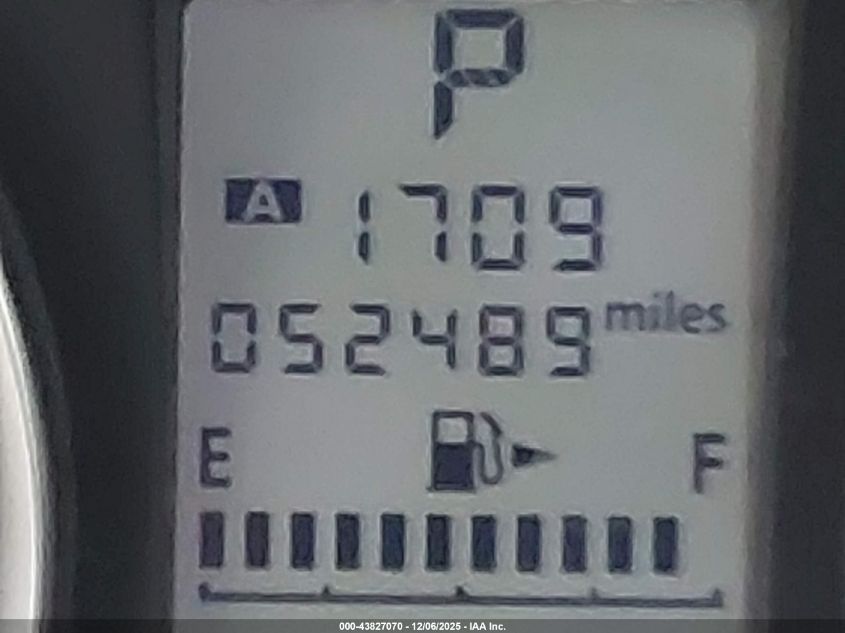 P
A 1709
052489 miles
E F
000-43827070 - 12/06/2025 - IAA Inc.